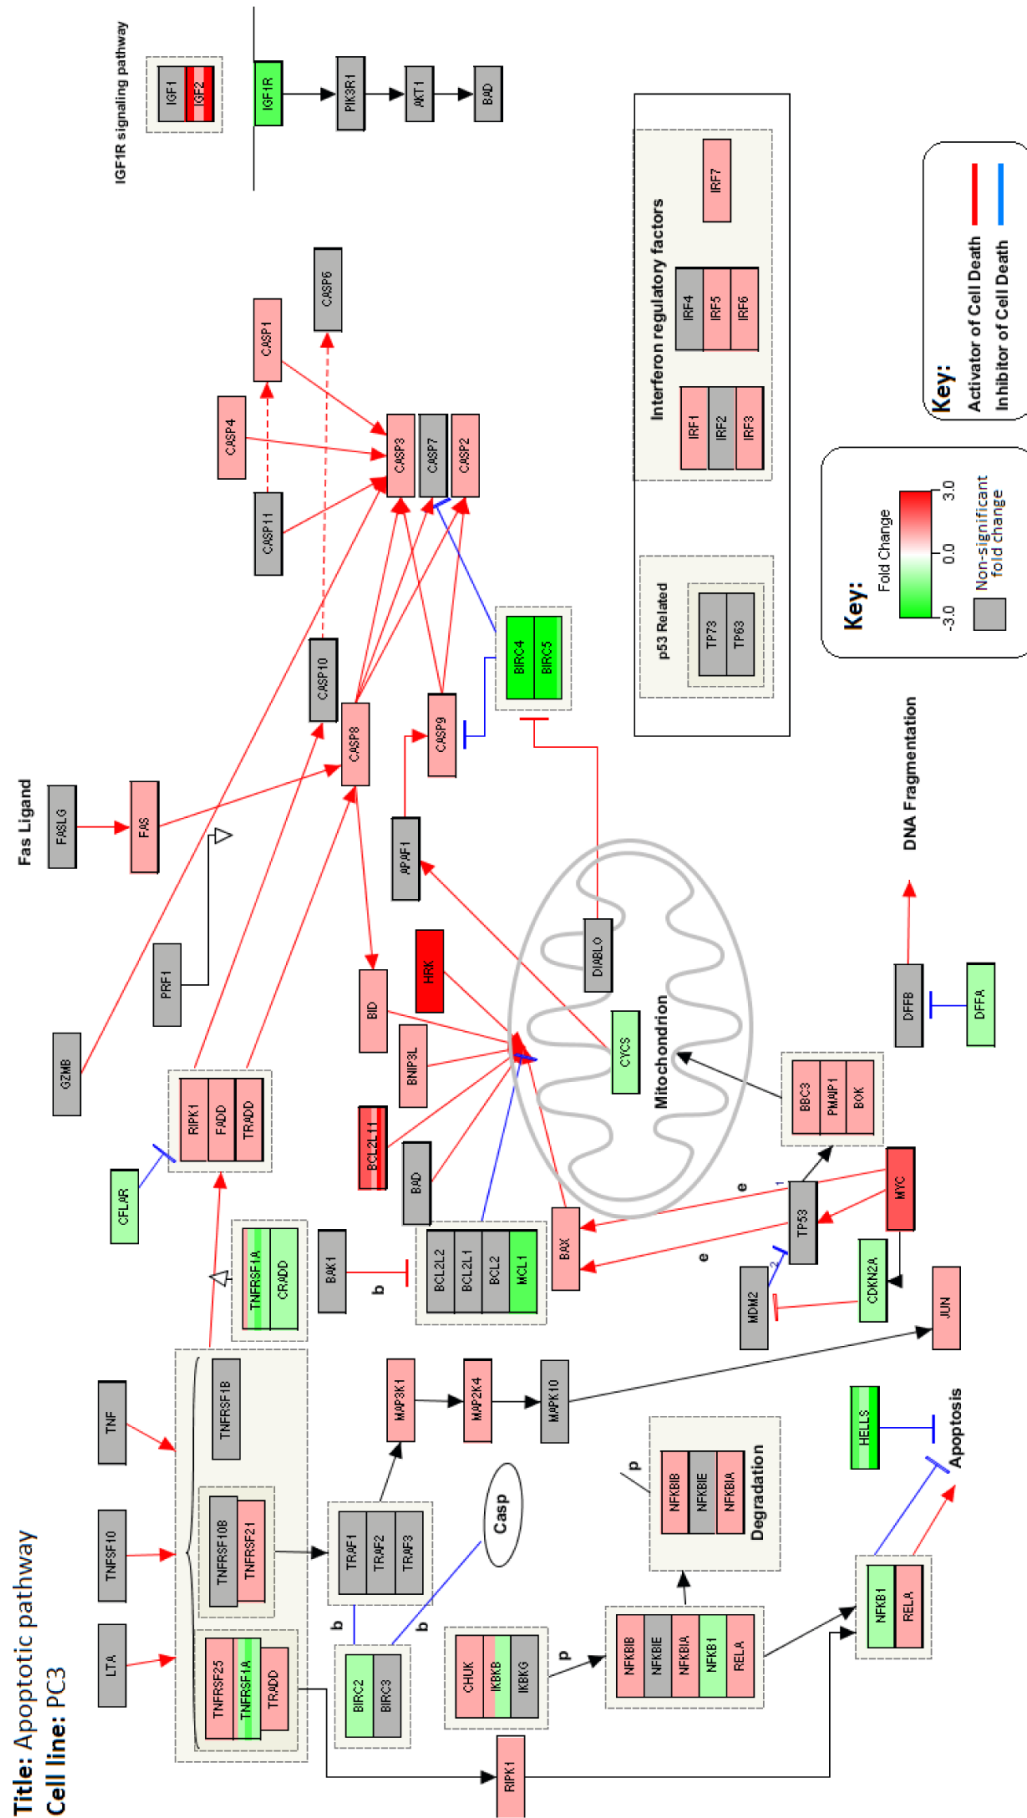 Title: Apoptotic pathway
Cell line: PC3
LTA
TNFSF10
TNF
TNFRSF25
TNFRSF1A
TRADD
TNFRSF10B
TNFRSF21
TNFRSF1B
TNFRSF1A
CRADD
CFLAR
RIPK1
FADD
TRADD
GZMB
PRF1
Fas Ligand
FASLG
FAS
CASP10
CASP8
CASP11
CASP4
CASP1
CASP6
CASP3
CASP7
CASP2
IGF1R signaling pathway
IGF1
IGF2
IGF1R
PIK3R1
AKT1
BAD
b
BIRC2
BIRC3
b
TRAF1
TRAF2
TRAF3
Casp
MAP3K1
MAP2K4
MAPK10
BAK1
b
BCL2L2
BCL2L1
BCL2
MCL1
BAD
BCL2L11
BNIP3L
BID
HRK
BAX
APAF1
CASP9
BIRC4
BIRC5
DIABLO
CYCS
Mitochondrion
RIPK1
CHUK
IKBKB
IKBKG
p
NFKBIB
NFKBIE
NFKBIA
NFKB1
RELA
p
NFKBIB
NFKBIE
NFKBIA
Degradation
NFKB1
RELA
HELLS
Apoptosis
JUN
MDM2
2
CDKN2A
TP53
1
MYC
e
e
BBC3
PMAIP1
BOK
DFFB
DFFA
DNA Fragmentation
p53 Related
TP73
TP63
Interferon regulatory factors
IRF1
IRF2
IRF3
IRF4
IRF5
IRF6
IRF7
Key:
Fold Change
-3.0
0.0
3.0
Non-significant
fold change
Key:
Activator of Cell Death
Inhibitor of Cell Death